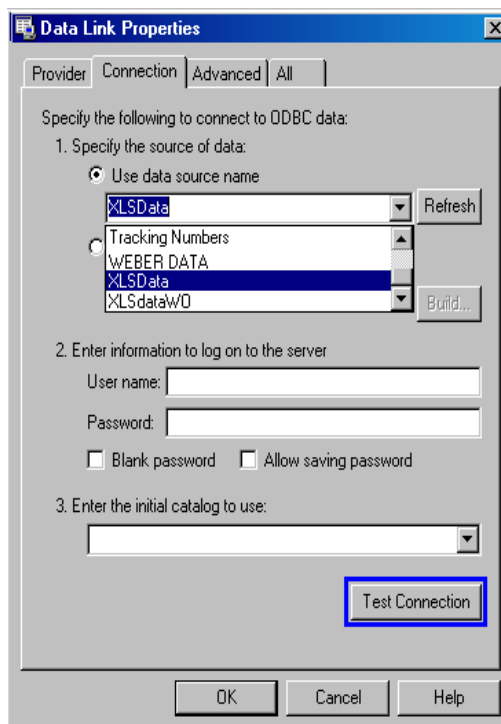 Data Link Properties
Provider Connection Advanced All
Specify the following to connect to ODBC data:
1. Specify the source of data:
Use data source name
XLSData Refresh
Tracking Numbers
WEBER DATA
XLSData
XLSdataWO
Build...
2. Enter information to log on to the server
User name:
Password:
Blank password Allow saving password
3. Enter the initial catalog to use:
Test Connection
OK Cancel Help